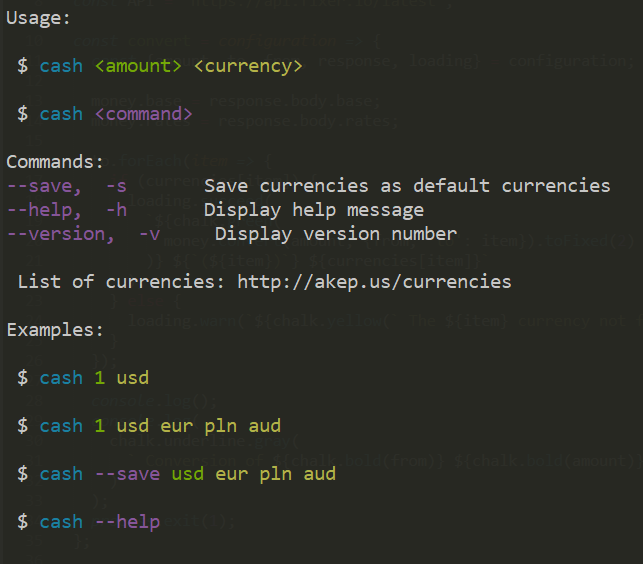 Usage:
$ cash <amount> <currency>
$ cash <command>
Commands:
--save, -s Save currencies as default currencies
--help, -h Display help message
--version, -v Display version number
List of currencies: http://akep.us/currencies
Examples:
$ cash 1 usd
$ cash 1 usd eur pln aud
$ cash --save usd eur pln aud
$ cash --help